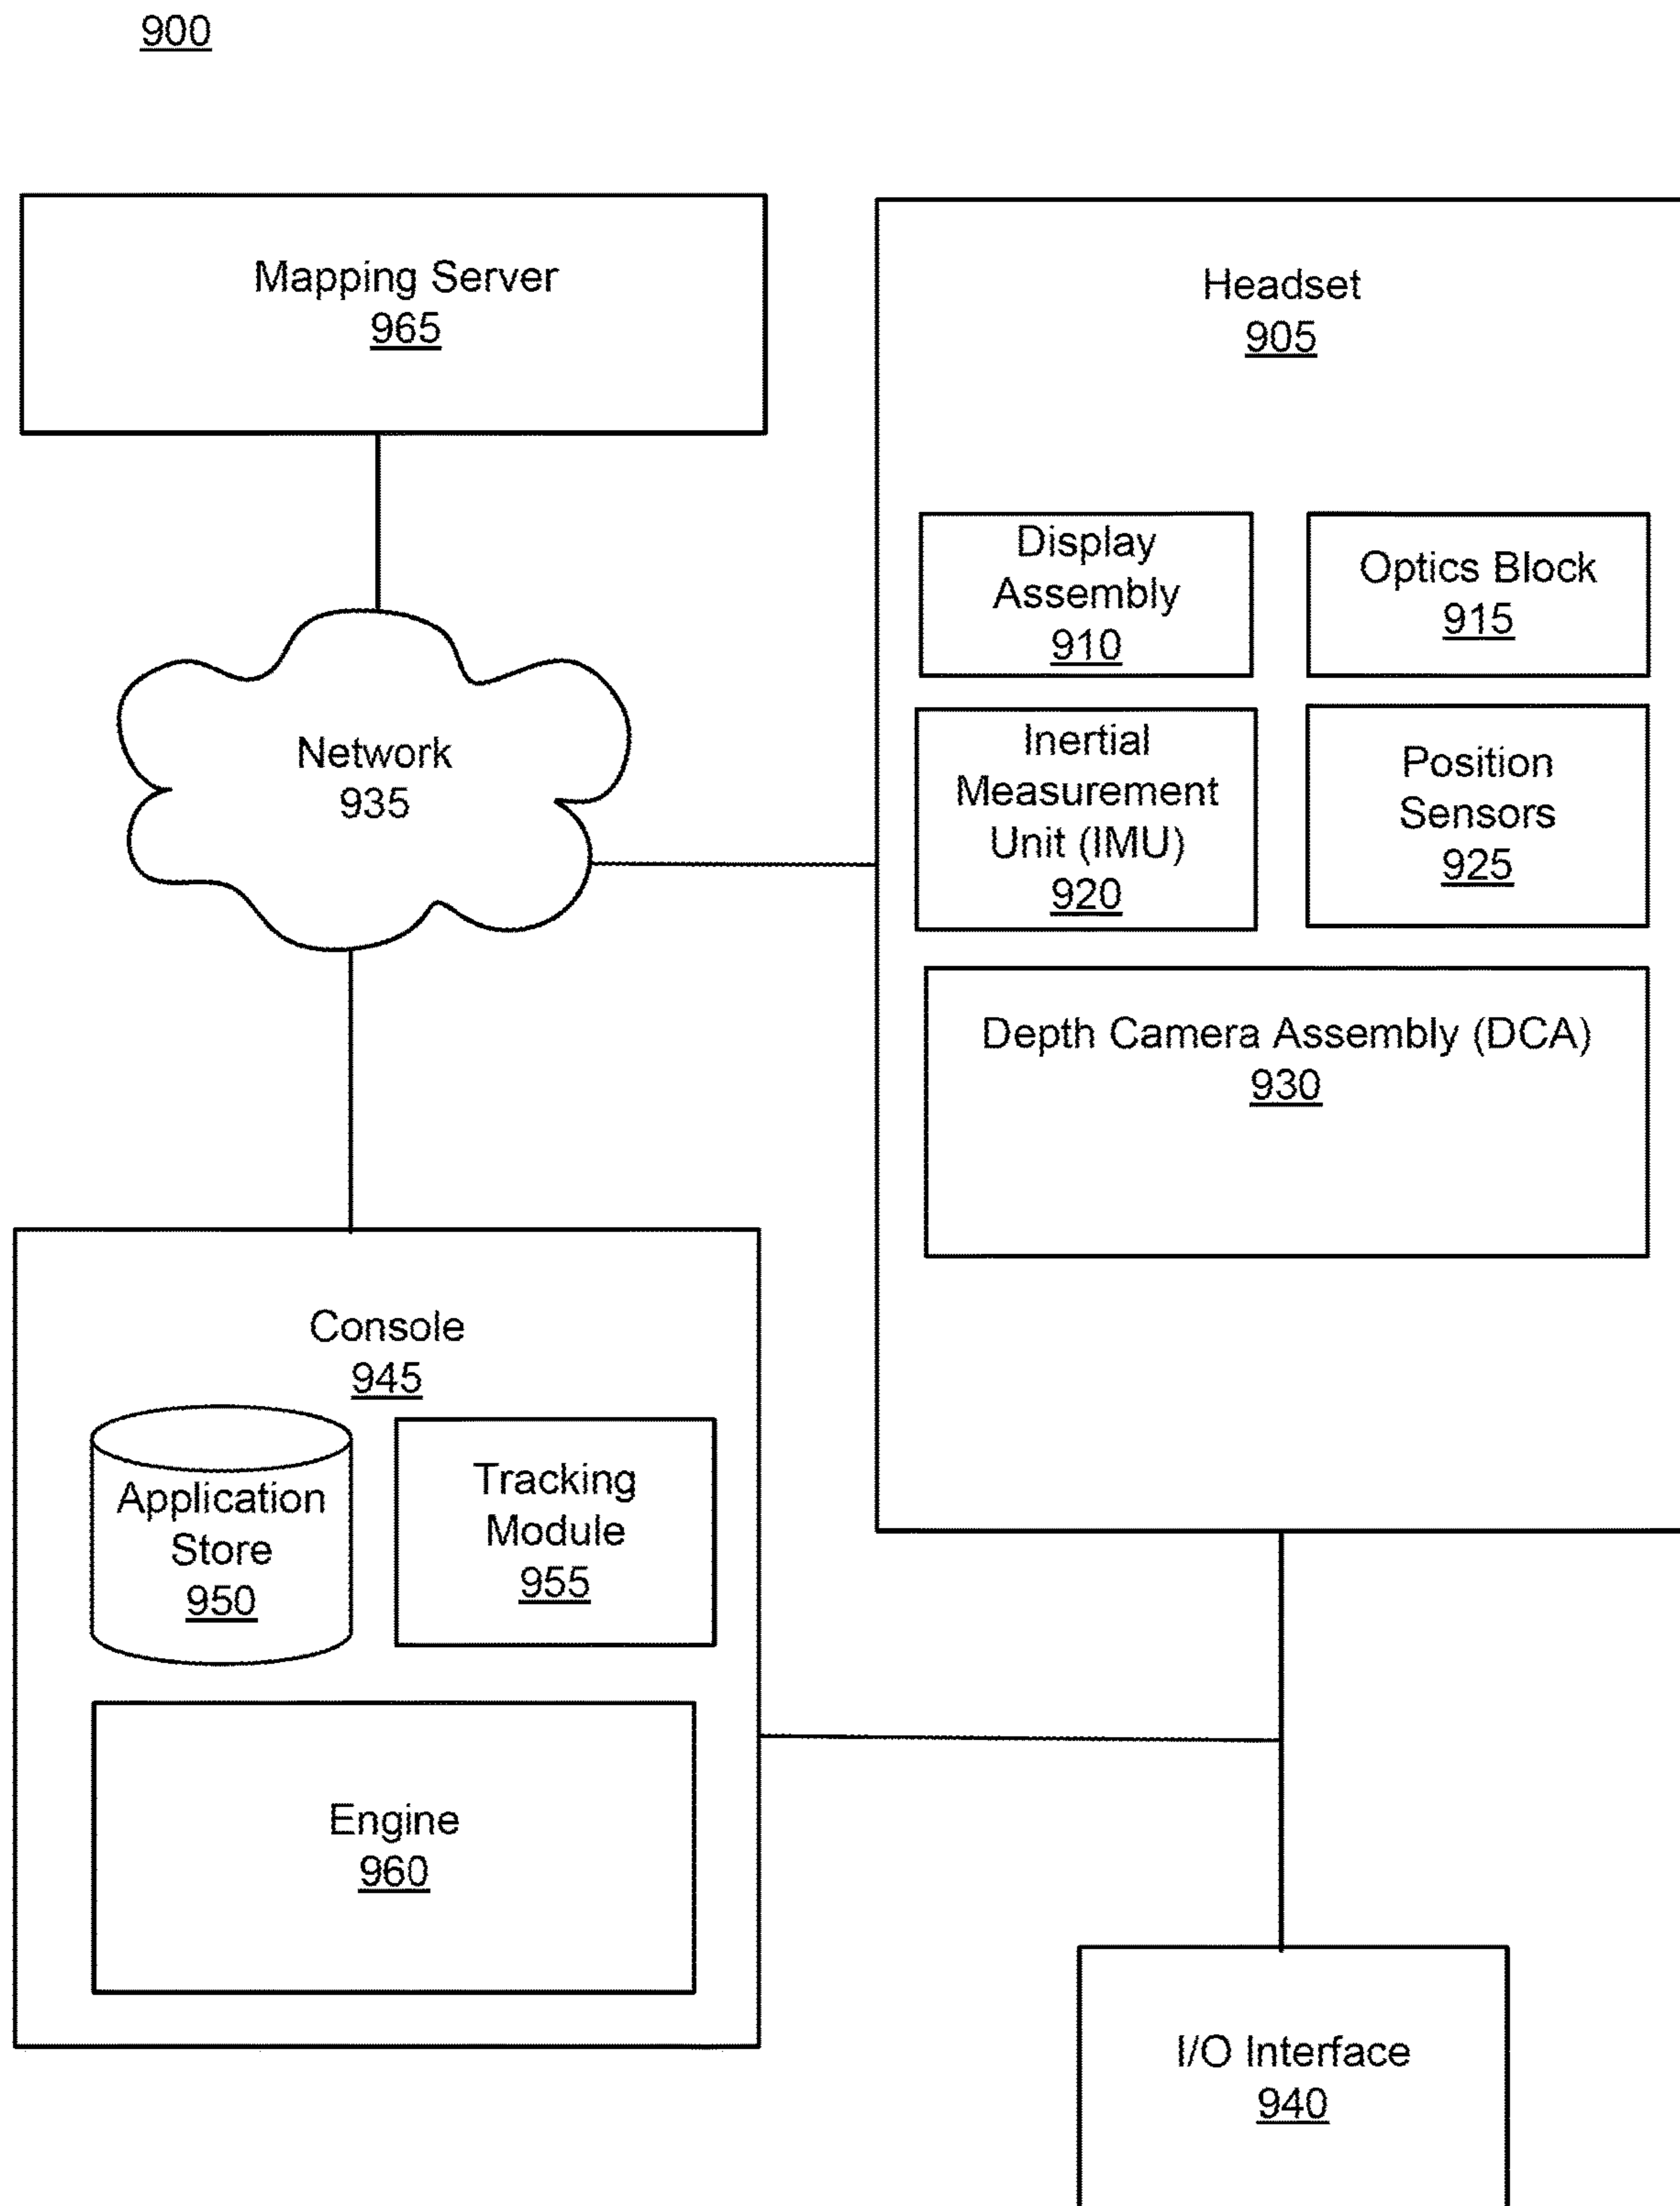 900
Mapping Server
965
Headset
905
Display
Assembly
910
Optics Block
915
Inertial
Measurement
Unit (IMU)
920
Position
Sensors
925
Network
935
Depth Camera Assembly (DCA)
930
Console
945
Application
Store
950
Tracking
Module
955
Engine
960
I/O Interface
940